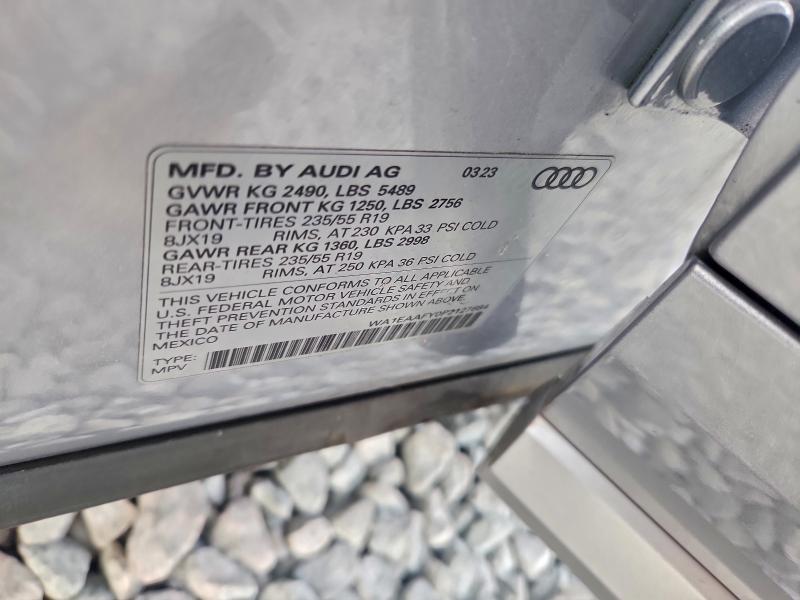 MFD. BY AUDI AG 03.23
GVWR KG 2490, LBS 5489
GAWR FRONT KG 1250, LBS 2756
FRONT-TIRES 235/55 R19
8JX19 RIMS, AT 230 KPA 33 PSI COLD
GAWR REAR KG 1360, LBS 2998
REAR-TIRES 235/55 R19
8JX19 RIMS, AT 250 KPA 36 PSI COLD
THIS VEHICLE CONFORMS TO ALL APPLICABLE
U.S. FEDERAL MOTOR VEHICLE SAFETY AND
THEFT PREVENTION STANDARDS IN EFFECT ON
THE DATE OF MANUFACTURE SHOWN ABOVE.
MEXICO
TYPE:
MPV